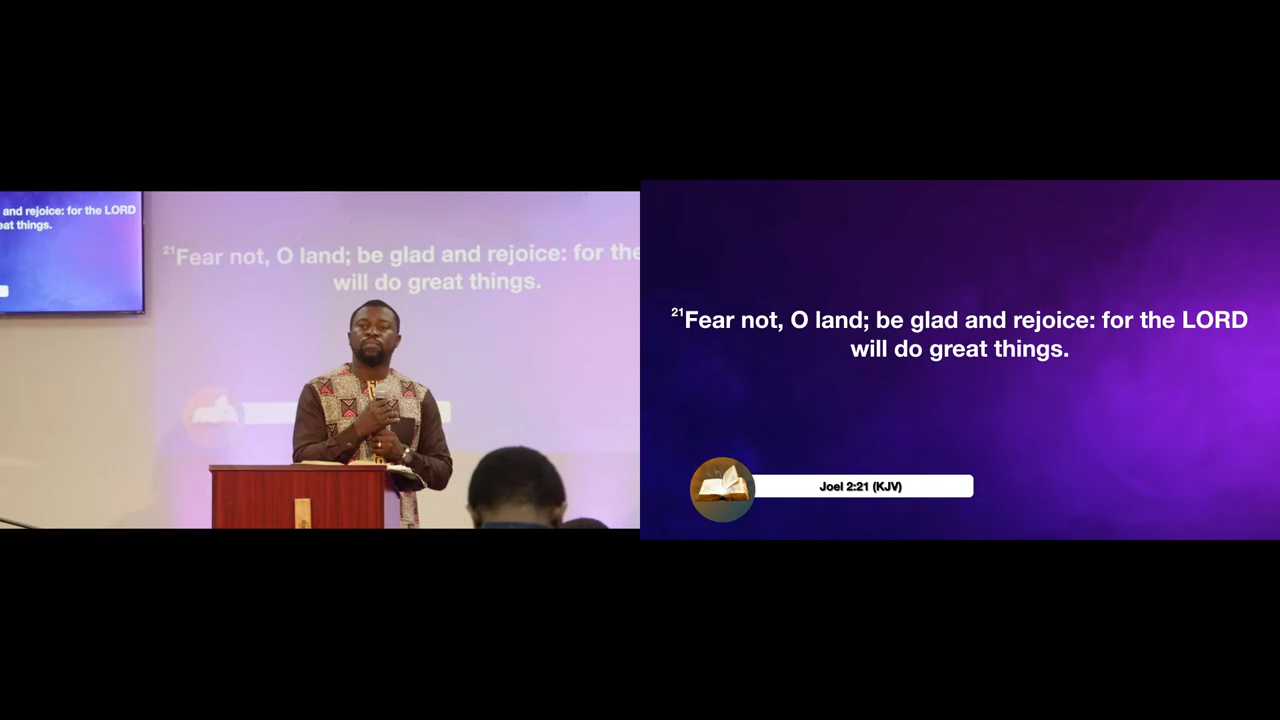 and rejoice: for the LORD
eat things.
21Fear not, O land; be glad and rejoice: for the
will do great things.
21Fear not, O land; be glad and rejoice: for the LORD
will do great things.
Joel 2:21 (KJV)